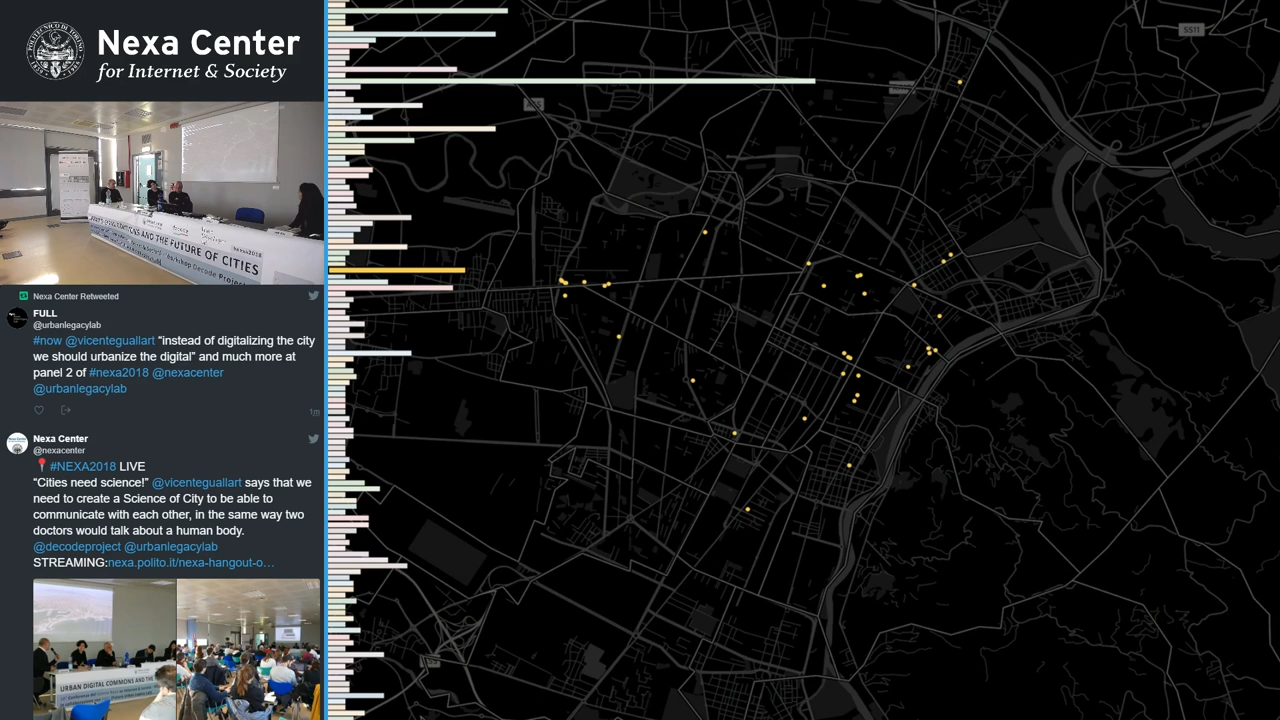 Nexa Center
for Internet & Society
AND THE FUTURE OF CITIES
Nexa Center Retweeted
FULL
@urbanlegacylab
#now @vicenteguallart “instead of digitalizing the city
we should urbanize the digital” and much more at
panel 2 of #nexa2018 @nexacenter
@urbanlegacylab
1m
Nexa Center
@nexacenter
#NEXA2018 LIVE
“Cities need science!” @vicenteguallart says that we
need to create a Science of City to be able to
communicate with each other, in the same way two
doctors would talk about a human body.
@decodeproject @urbanlegacylab
STREAMING:nexa.polito.it/nexa-hangout-o…
URBAN DIGITAL COMMONS AND THE
SS11